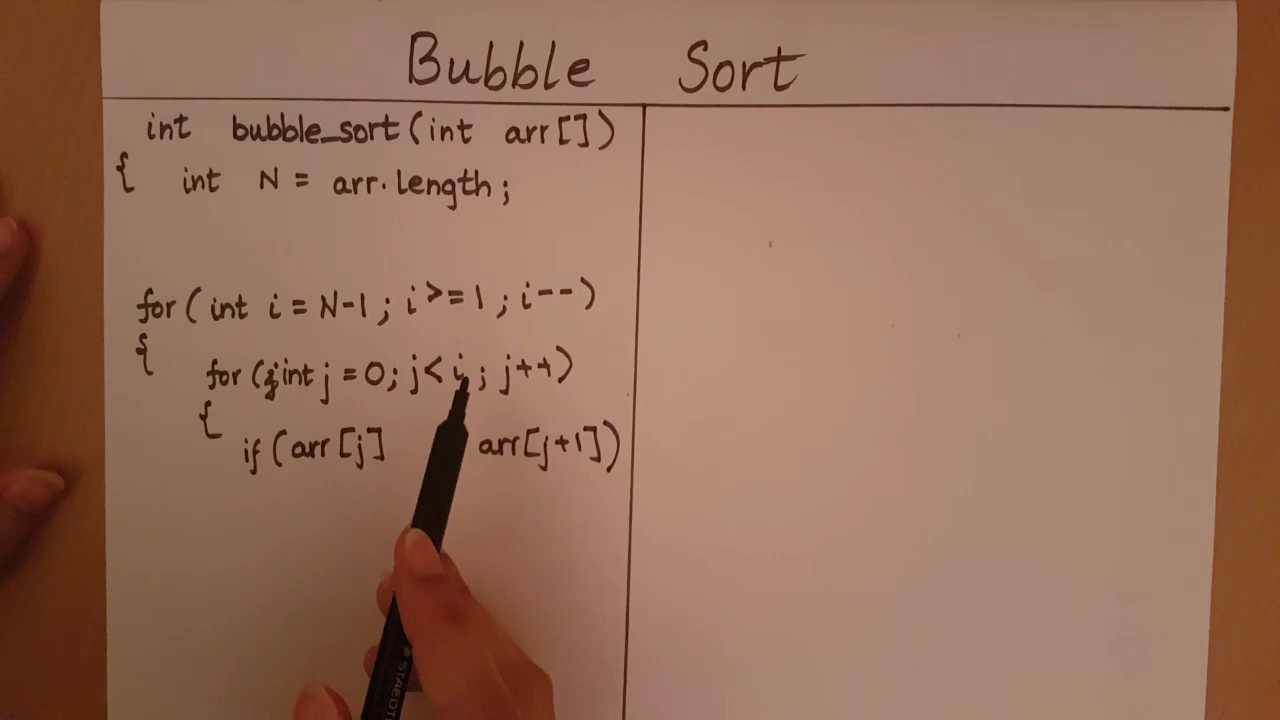 Bubble Sort
int bubble_sort(int arr[])
{ int N = arr.length;
for(int i = N-1; i>=1; i--)
{
for (int j = 0; j<i; j++)
{
if (arr[j] arr[j+1])
STAEDT